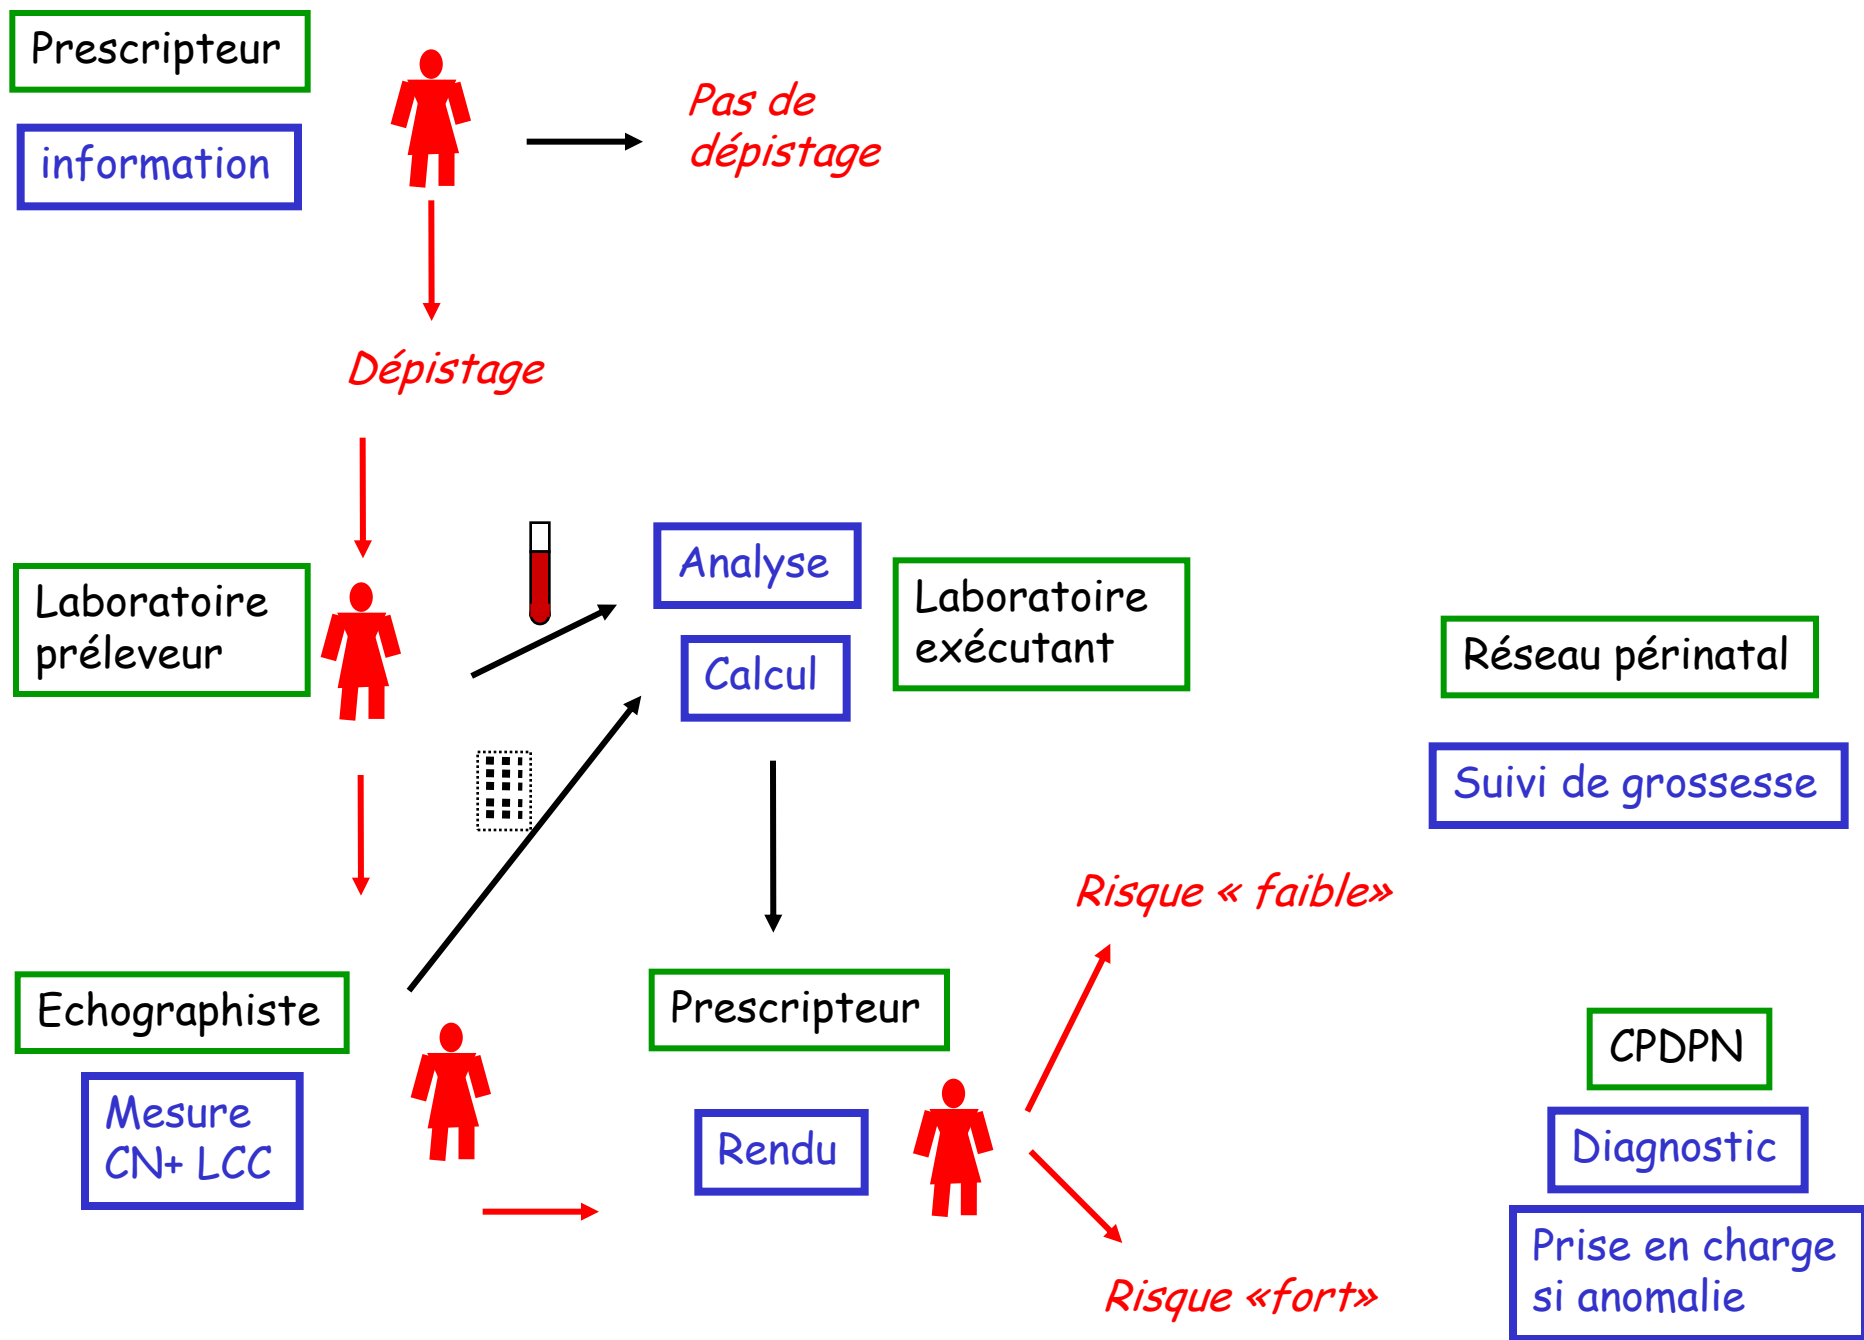 Prescripteur
information
Pas de
dépistage
Dépistage
Laboratoire
préleveur
Analyse
Calcul
Laboratoire
exécutant
Réseau périnatal
Suivi de grossesse
Risque « faible»
Echographiste
Mesure
CN+ LCC
Prescripteur
Rendu
CPDPN
Diagnostic
Prise en charge
si anomalie
Risque «fort»